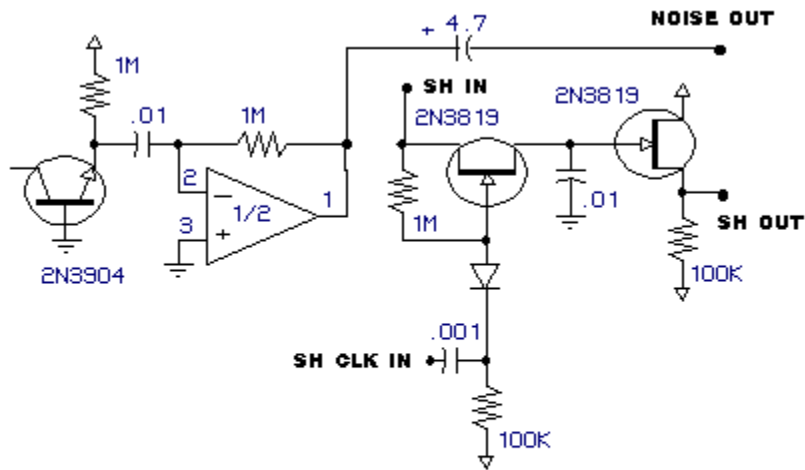 NOISE OUT
+ 4.7
1M
SH IN
2N3819
2N3819
.01
1M
2
1
1/2
3
−
+
2N3904
1M
.01
SH OUT
100K
.001
SH CLK IN
100K